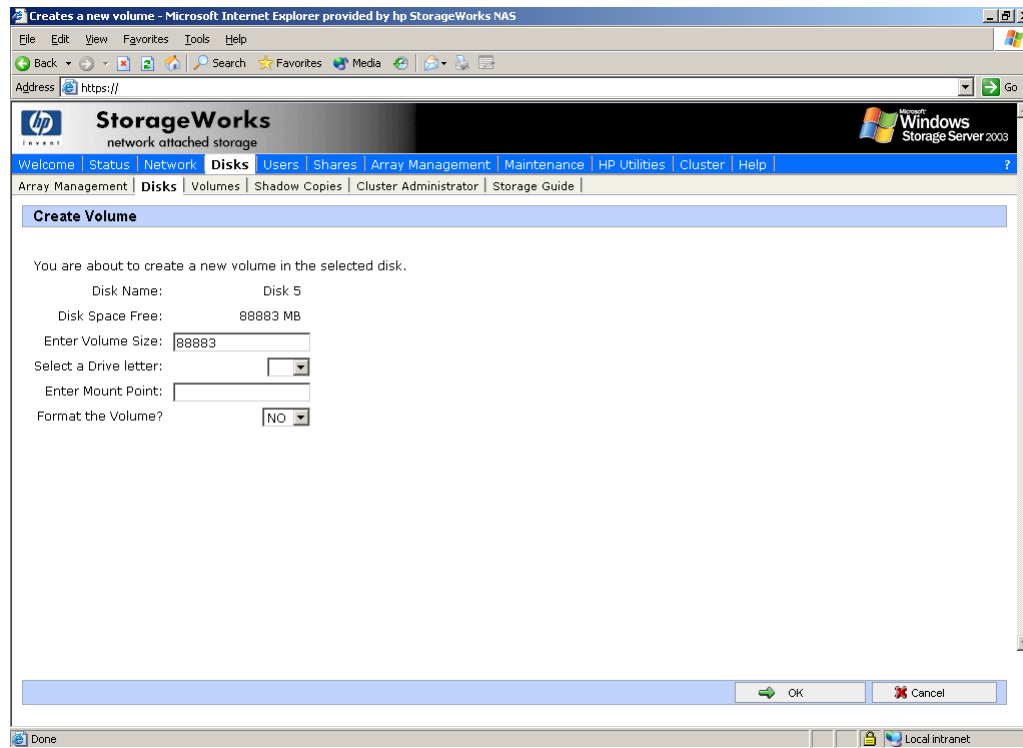 Creates a new volume - Microsoft Internet Explorer provided by hp StorageWorks NAS
File Edit View Favorites Tools Help
Back Search Favorites Media
Address https:// Go
hp invent StorageWorks network attached storage
Microsoft Windows Storage Server 2003
Welcome | Status | Network | Disks | Users | Shares | Array Management | Maintenance | HP Utilities | Cluster | Help | ?
Array Management | Disks | Volumes | Shadow Copies | Cluster Administrator | Storage Guide |
Create Volume
You are about to create a new volume in the selected disk.
Disk Name: Disk 5
Disk Space Free: 88883 MB
Enter Volume Size: 88883
Select a Drive letter:
Enter Mount Point:
Format the Volume? NO
OK Cancel
Done Local intranet